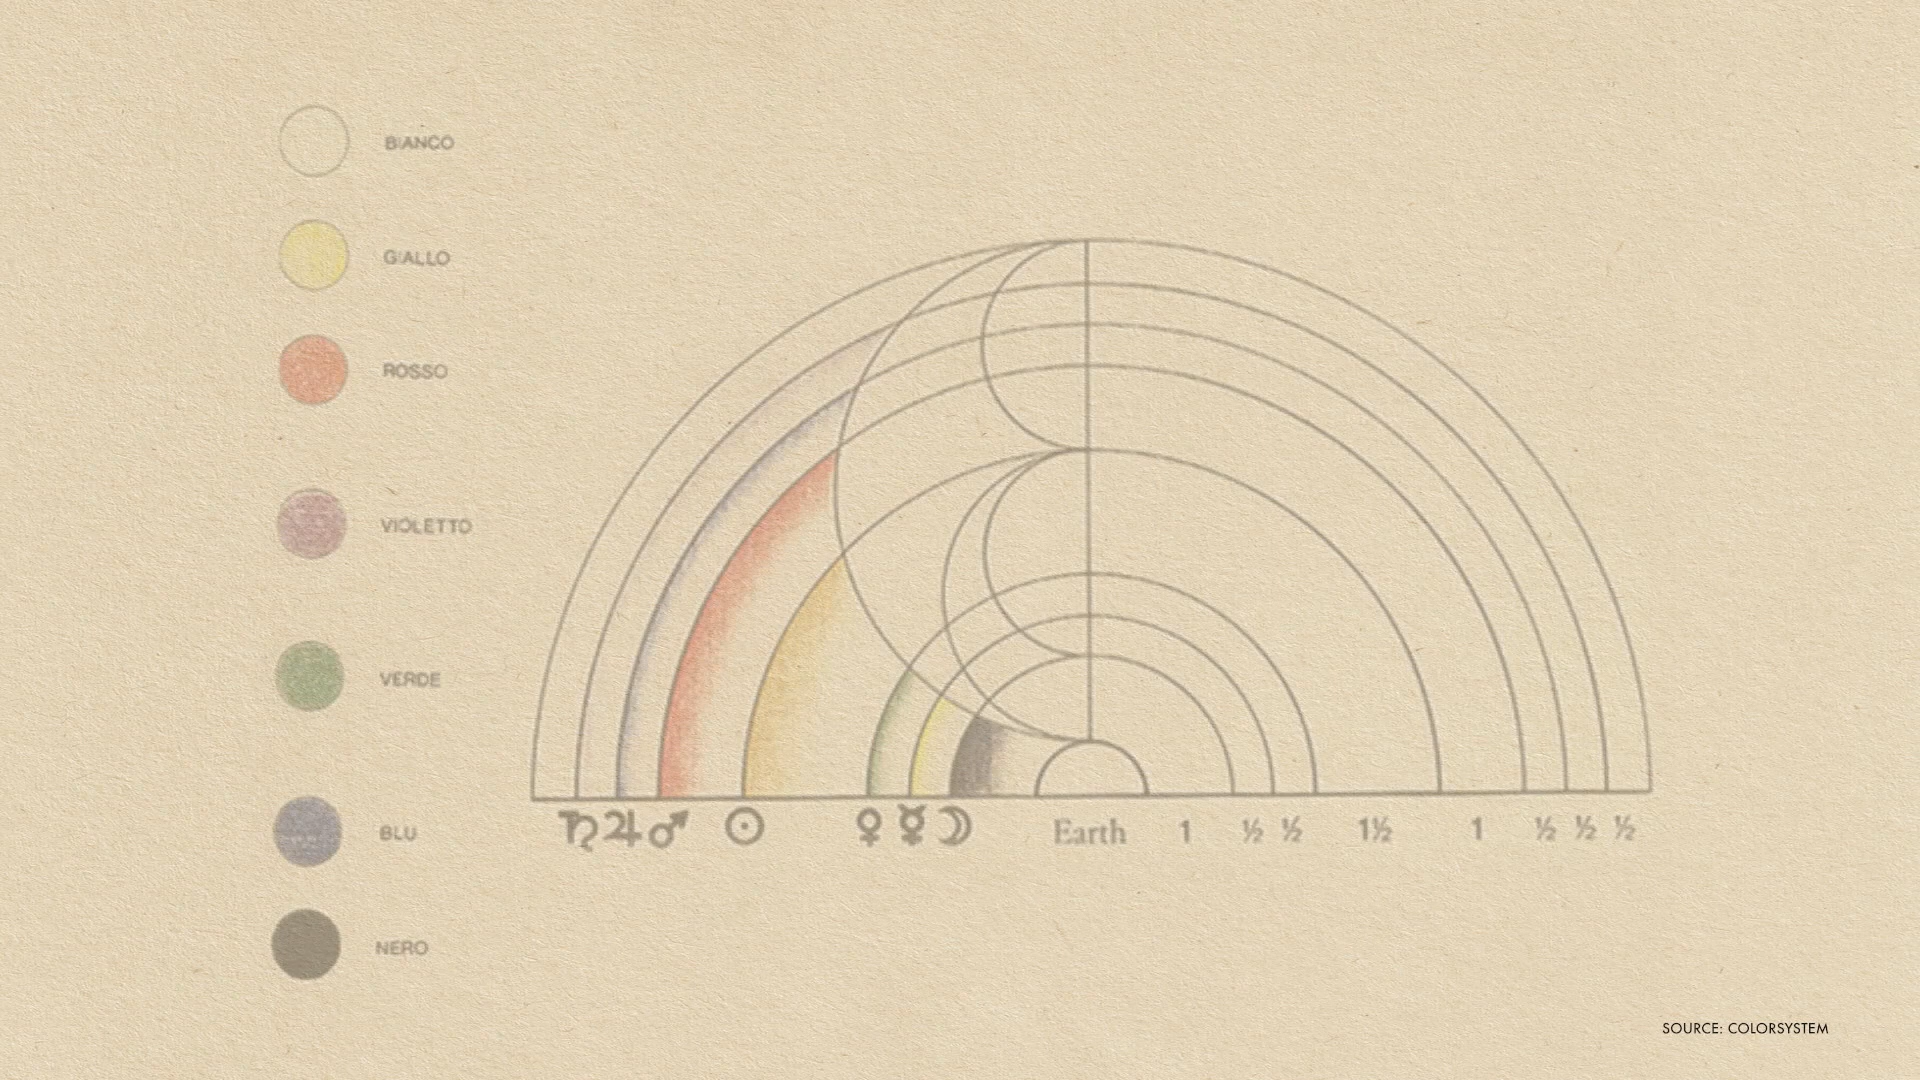 BIANCO
GIALLO
ROSSO
VIOLETTO
VERDE
BLU
NERO
♄ ♃ ♂ ☉ ♀ ☿ ☽ Earth 1 ½ ½ 1½ 1 ½ ½ ½
SOURCE: COLORSYSTEM